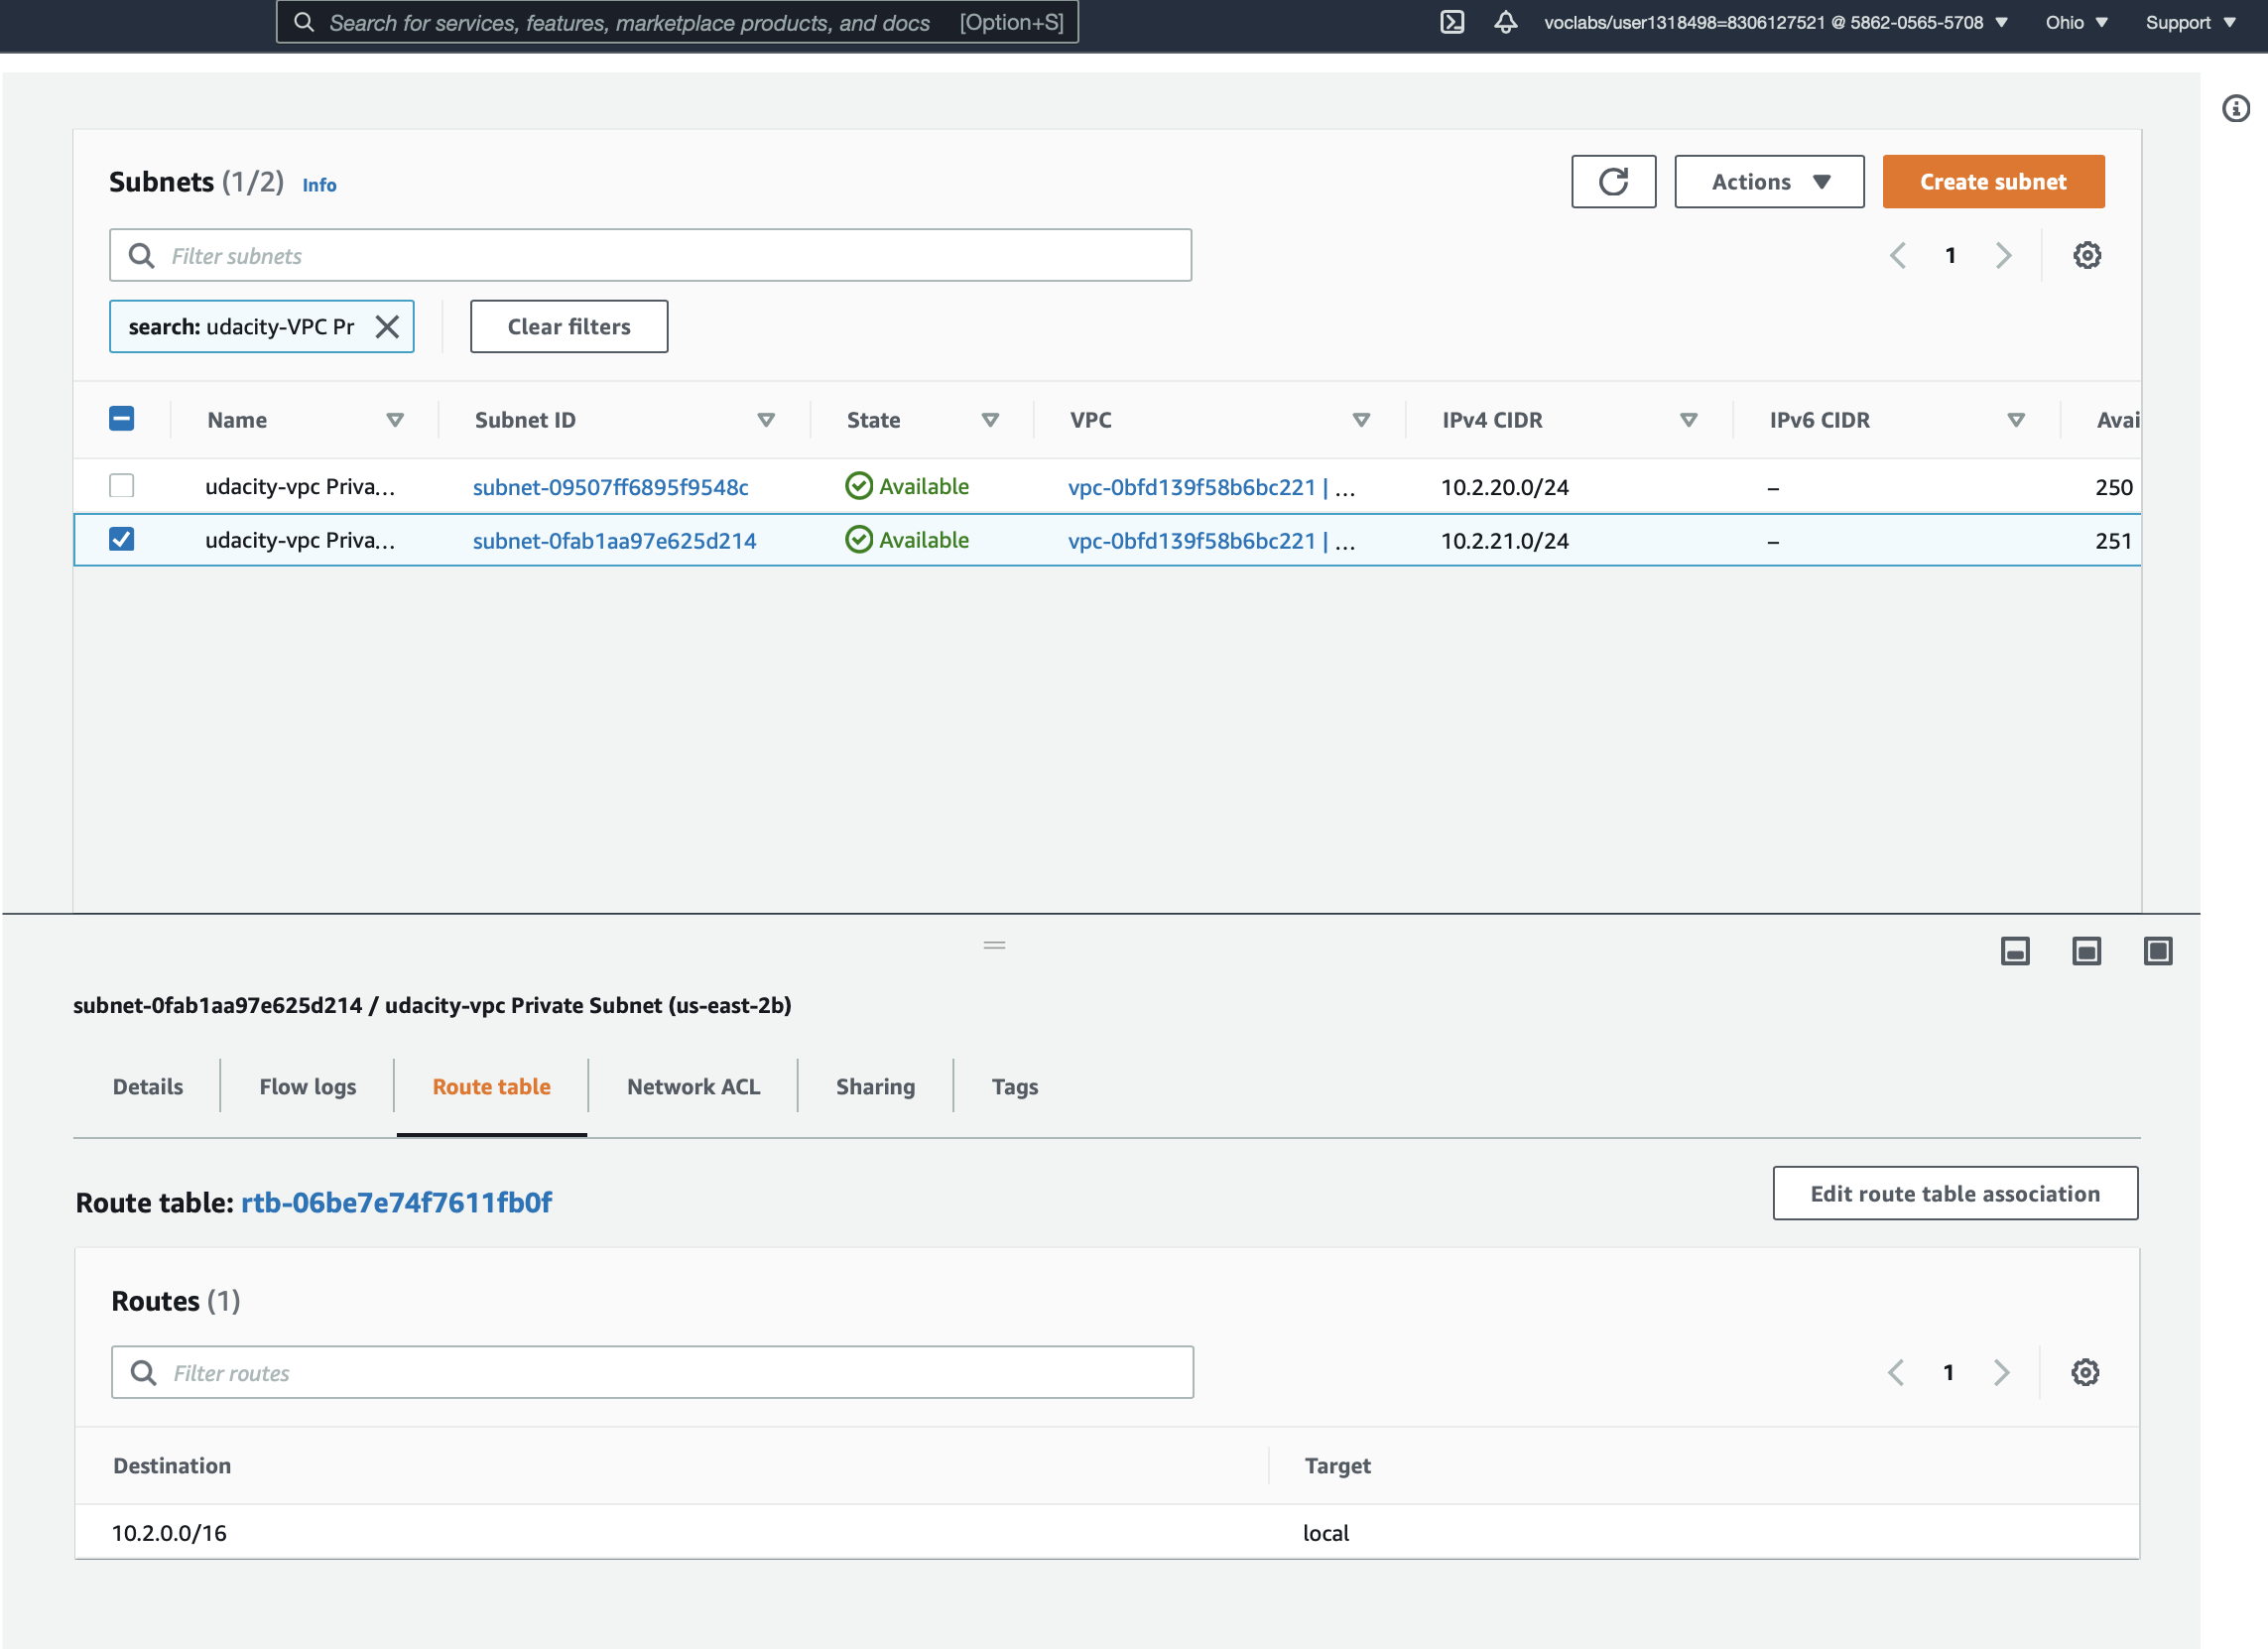 Search for services, features, marketplace products, and docs [Option+S] voclabs/user1318498=8306127521 @ 5862-0565-5708 Ohio Support
Subnets (1/2) Info Actions Create subnet
Filter subnets 1
search: udacity-VPC Pr Clear filters
Name Subnet ID State VPC IPv4 CIDR IPv6 CIDR Avai
udacity-vpc Priva... subnet-09507ff6895f9548c Available vpc-0bfd139f58b6bc221 | ... 10.2.20.0/24 – 250
udacity-vpc Priva... subnet-0fab1aa97e625d214 Available vpc-0bfd139f58b6bc221 | ... 10.2.21.0/24 – 251
subnet-0fab1aa97e625d214 / udacity-vpc Private Subnet (us-east-2b)
Details Flow logs Route table Network ACL Sharing Tags
Route table: rtb-06be7e74f7611fb0f Edit route table association
Routes (1)
Filter routes 1
Destination Target
10.2.0.0/16 local